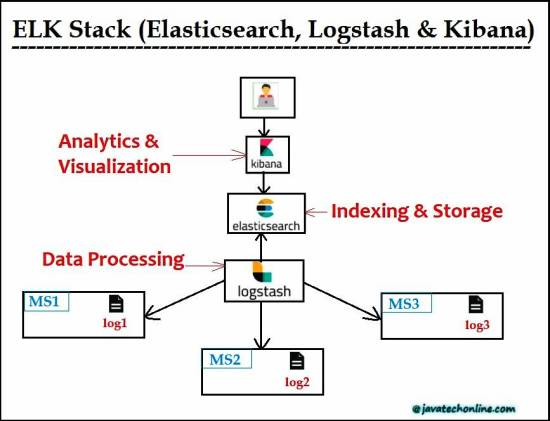 ELK Stack (Elasticsearch, Logstash & Kibana)
Analytics &
Visualization
kibana
elasticsearch
Indexing & Storage
Data Processing
logstash
MS1
log1
MS3
log3
MS2
log2
@javatechonline.com